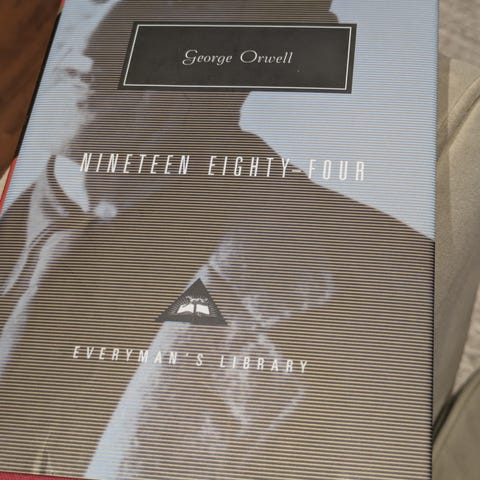 George Orwell
NINETEEN EIGHTY-FOUR
EVERYMAN'S LIBRARY